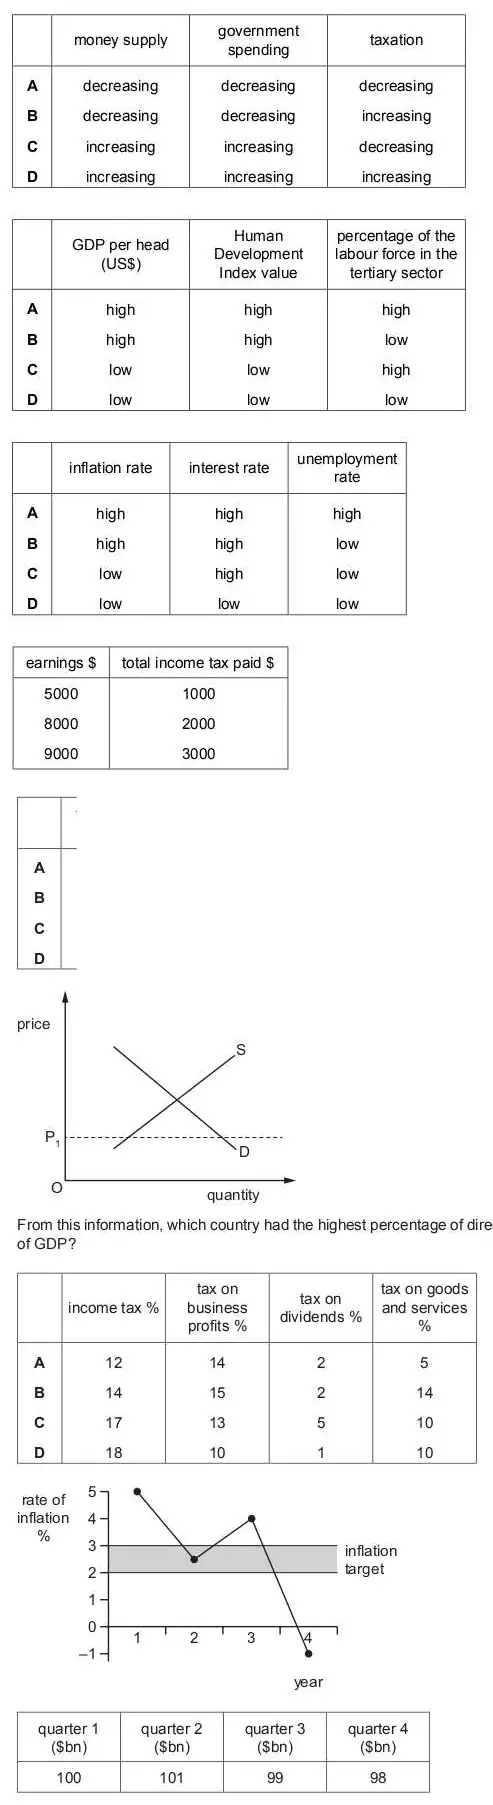 money supply government spending taxation
A decreasing decreasing decreasing
B decreasing decreasing increasing
C increasing increasing decreasing
D increasing increasing increasing
GDP per head (US$) Human Development Index value percentage of the labour force in the tertiary sector
A high high high
B high high low
C low low high
D low low low
inflation rate interest rate unemployment rate
A high high high
B high high low
C low high low
D low low low
earnings $ total income tax paid $
5000 1000
8000 2000
9000 3000
A
B
C
D
price
S
P1
D
O
quantity
From this information, which country had the highest percentage of dire
of GDP?
income tax % tax on business profits % tax on dividends % tax on goods and services %
A 12 14 2 5
B 14 15 2 14
C 17 13 5 10
D 18 10 1 10
rate of inflation %
5
4
3
2
1
0
–1
inflation target
1 2 3 4
year
quarter 1 ($bn) quarter 2 ($bn) quarter 3 ($bn) quarter 4 ($bn)
100 101 99 98